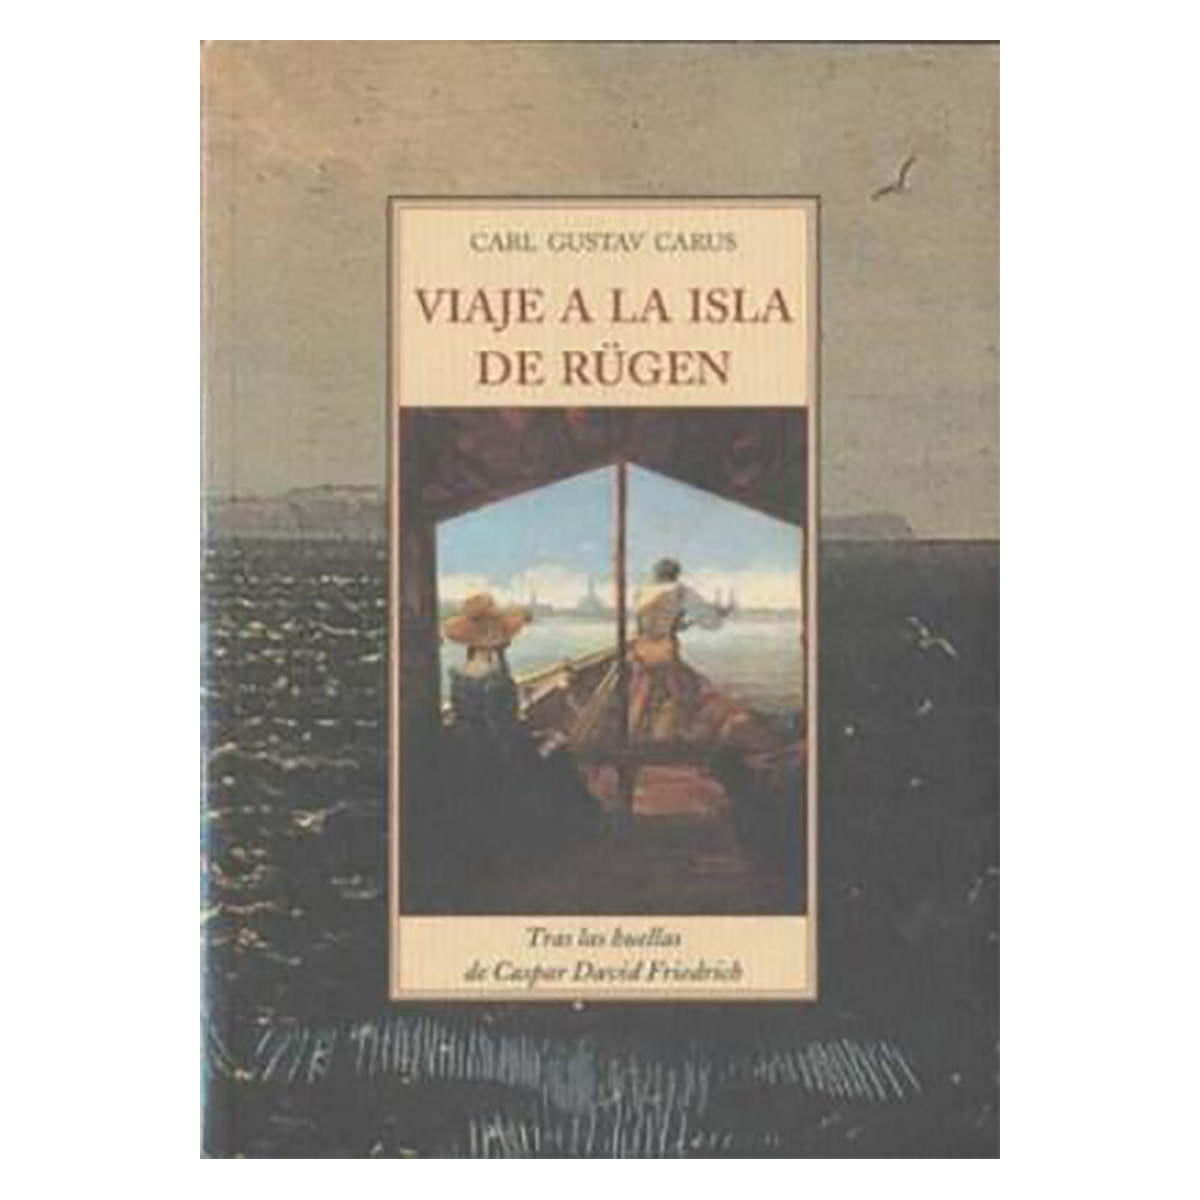 CARL GUSTAV CARUS
VIAJE A LA ISLA
DE RÜGEN
Tras las huellas
de Caspar David Friedrich